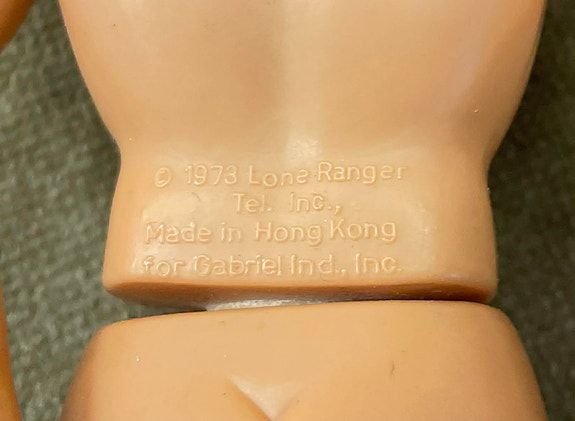 © 1973 Lone Ranger
Tel. Inc.,
Made in Hong Kong
for Gabriel Ind., Inc.